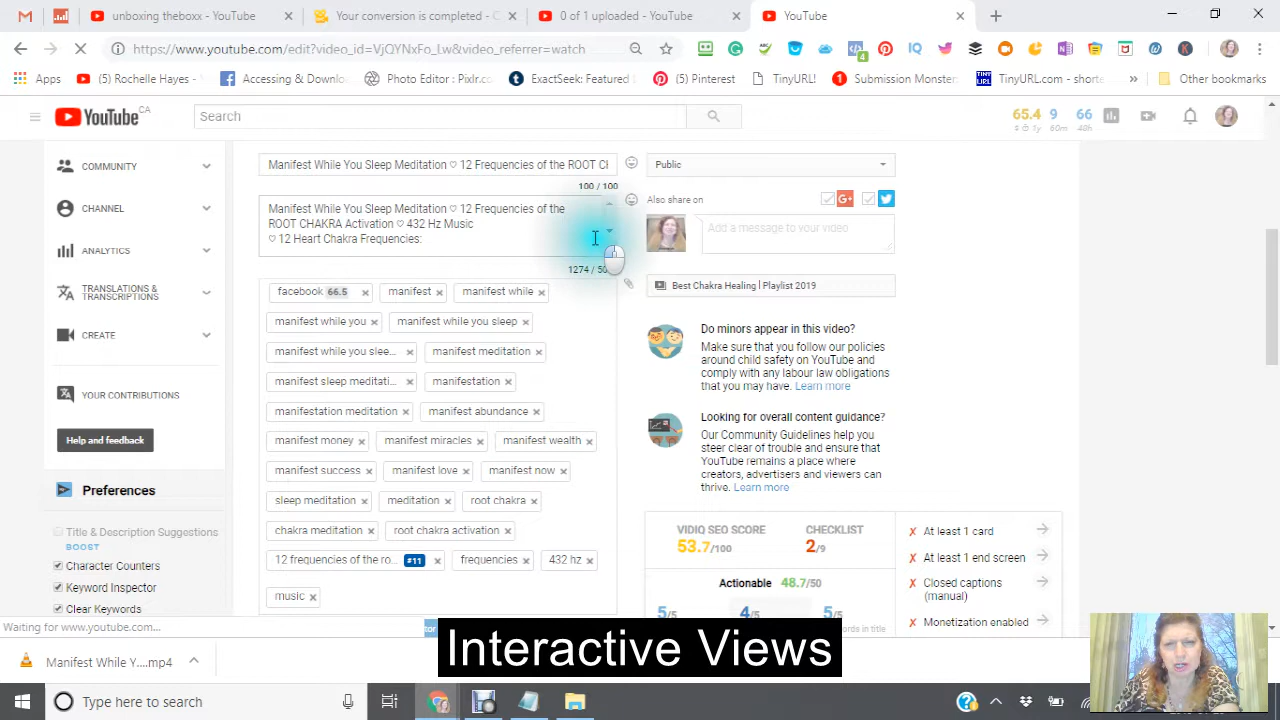 unboxing theboxx - YouTube
Your conversion is completed
0 of 1 uploaded - YouTube
YouTube
https://www.youtube.com/edit?video_id=VjQYNxFo_Lw&video_referrer=watch
4
Apps
(5) Rochelle Hayes
Accessing & Downlo
Photo Editor: Pixlr.c
ExactSeek: Featured
(5) Pinterest
TinyURL!
Submission Monster
TinyURL.com - shorte
Other bookmarks
YouTube CA
Search
65.4 9 66
1y 60m 48h
COMMUNITY
CHANNEL
ANALYTICS
TRANSLATIONS &
TRANSCRIPTIONS
CREATE
YOUR CONTRIBUTIONS
Help and feedback
Preferences
Title & Description Suggestions
BOOST
Character Counters
Keyword Inspector
Clear Keywords
Manifest While You Sleep Meditation ♡ 12 Frequencies of the ROOT CH
100 / 100
Manifest While You Sleep Meditation ♡ 12 Frequencies of the
ROOT CHAKRA Activation ♡ 432 Hz Music
♡ 12 Heart Chakra Frequencies:
1274 / 50
facebook 66.5 × manifest × manifest while ×
manifest while you × manifest while you sleep ×
manifest while you slee... × manifest meditation ×
manifest sleep meditati... × manifestation ×
manifestation meditation × manifest abundance ×
manifest money × manifest miracles × manifest wealth ×
manifest success × manifest love × manifest now ×
sleep meditation × meditation × root chakra ×
chakra meditation × root chakra activation ×
12 frequencies of the ro... #11 × frequencies × 432 hz ×
music ×
Public
Also share on
G+
Add a message to your video
Best Chakra Healing | Playlist 2019
Do minors appear in this video?
Make sure that you follow our policies
around child safety on YouTube and
comply with any labour law obligations
that you may have. Learn more
Looking for overall content guidance?
Our Community Guidelines help you
steer clear of trouble and ensure that
YouTube remains a place where
creators, advertisers and viewers can
thrive. Learn more
VIDIQ SEO SCORE
53.7/100
CHECKLIST
2/9
Actionable 48.7/50
5/5 4/5 5/5
ords in title
✗ At least 1 card
✗ At least 1 end screen
✗ Closed captions
(manual)
✗ Monetization enabled
Waiting for www.youtube.com...
Interactive Views
Manifest While Y....mp4
Type here to search